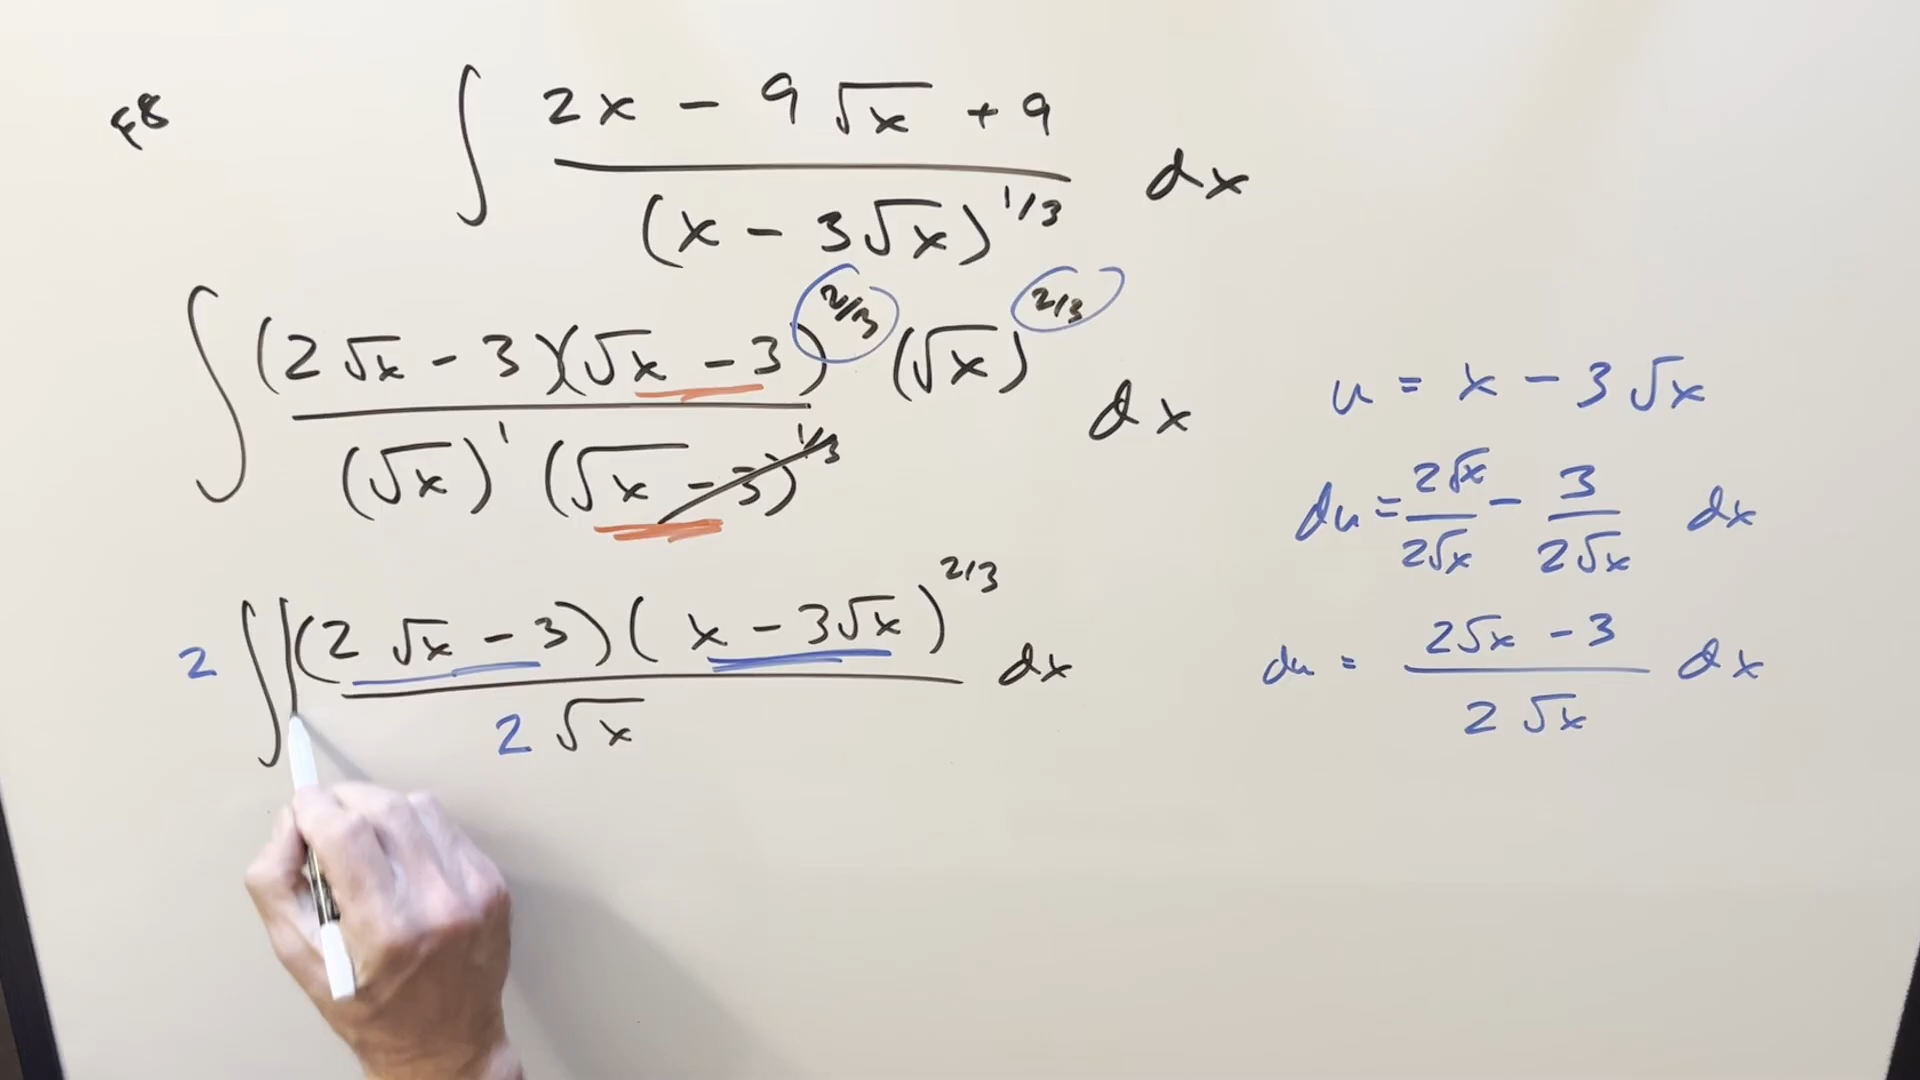 F8
∫ (2x - 9√x + 9) / (x - 3√x)^(1/3) dx
∫ (2√x - 3)(√x - 3)^(2/3) (√x)^(2/3) / (√x)^1 (√x - 3)^(1/3) dx
2 ∫ (2√x - 3)(x - 3√x)^(2/3) / 2√x dx
u = x - 3√x
du = 2√x / 2√x - 3 / 2√x dx
du = (2√x - 3) / 2√x dx